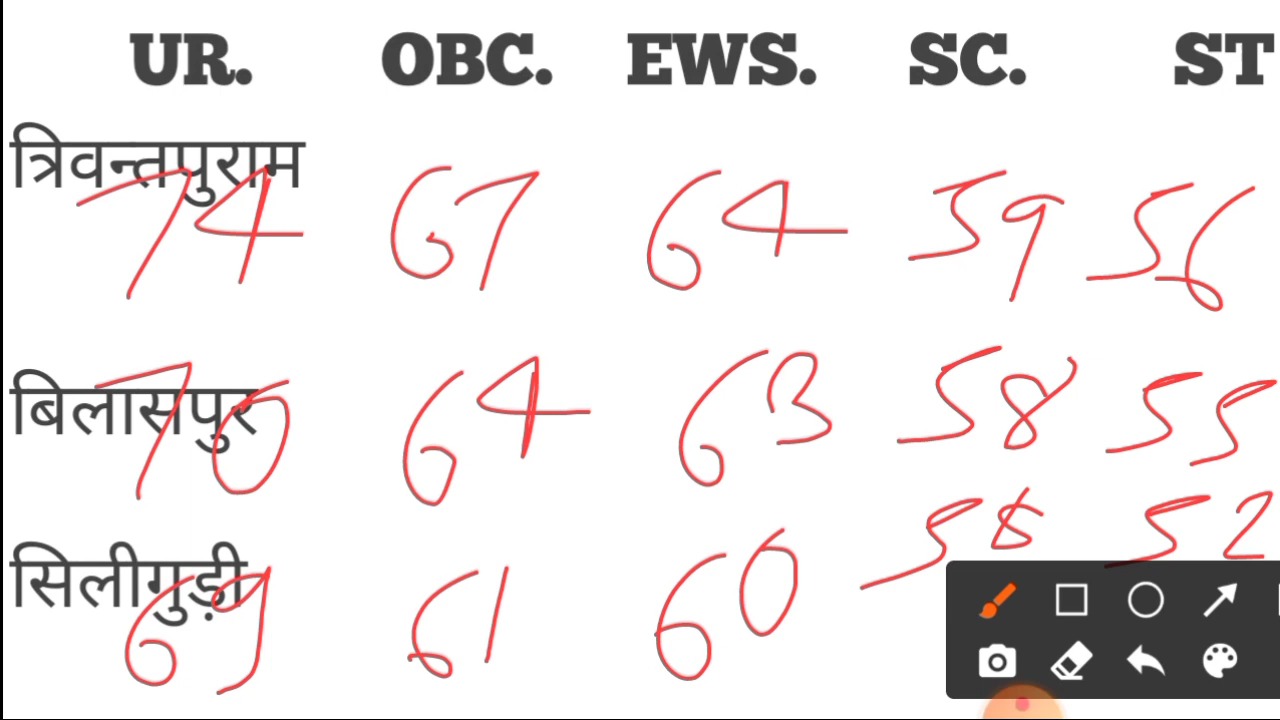 UR. OBC. EWS. SC. ST
त्रिवन्तपुराम
74 67 64 59 56
बिलासपुर
70 64 63 58 55
सिलीगुड़ी
69 61 60 58 52